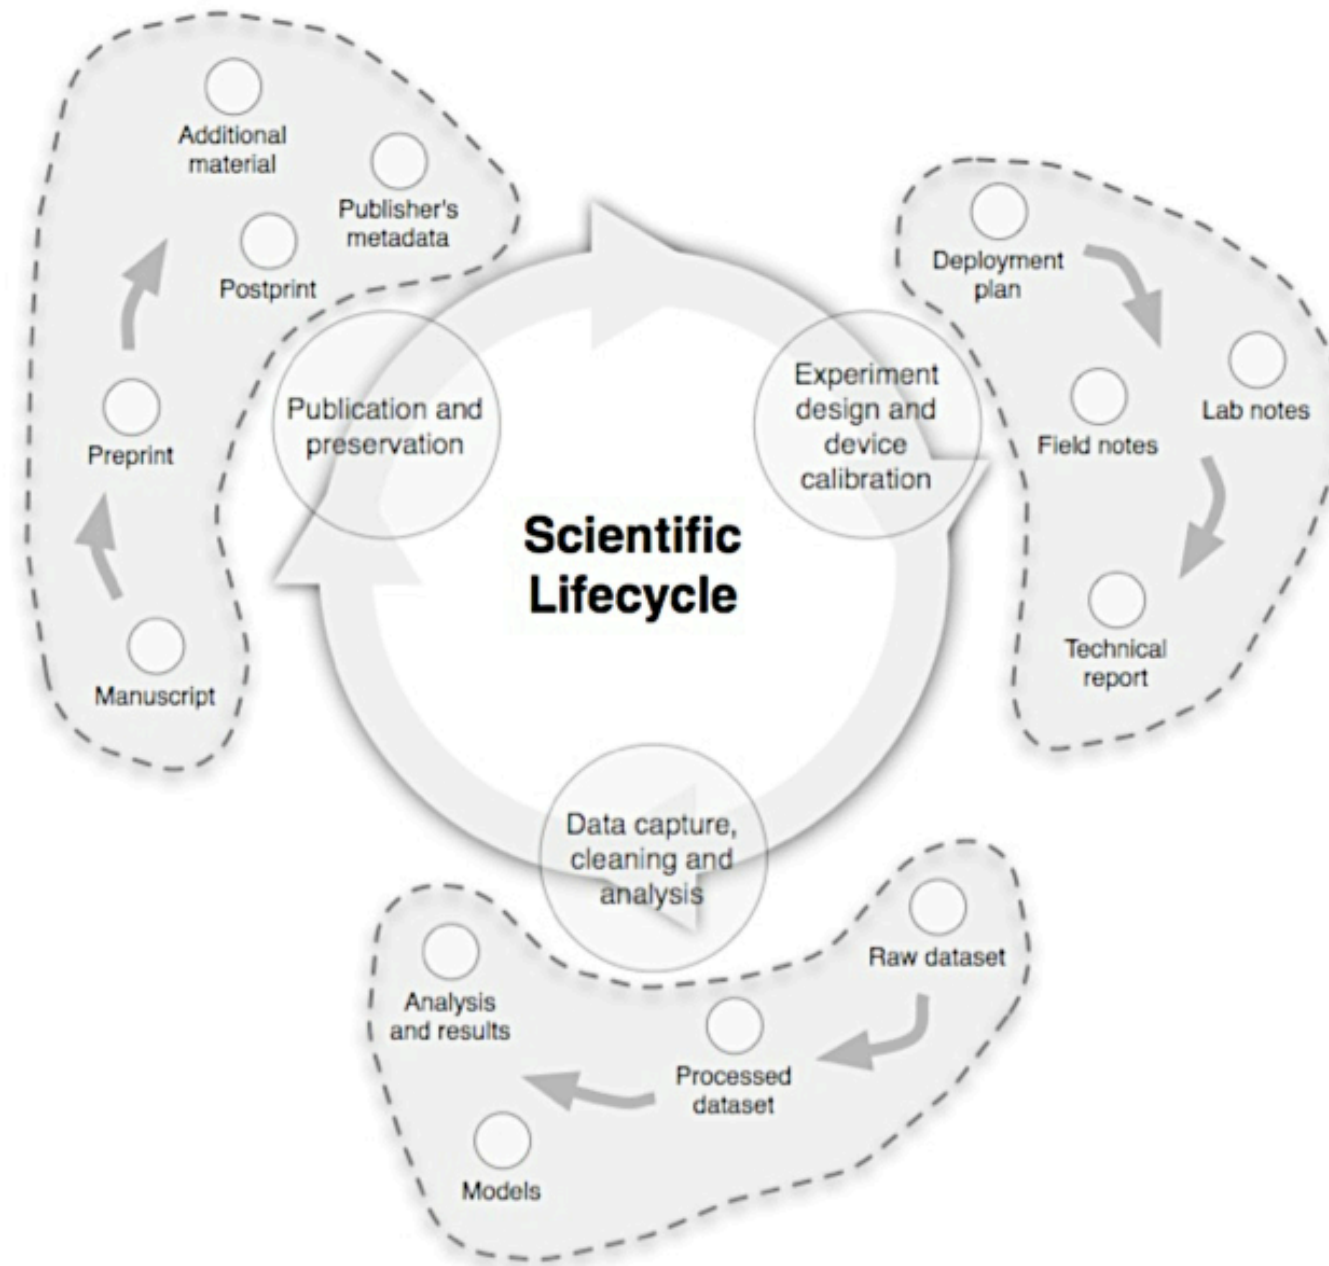 Additional
material
Publisher's
metadata
Postprint
Preprint
Manuscript
Publication and
preservation
Scientific
Lifecycle
Experiment
design and
device
calibration
Deployment
plan
Lab notes
Field notes
Technical
report
Data capture,
cleaning and
analysis
Raw dataset
Processed
dataset
Analysis
and results
Models